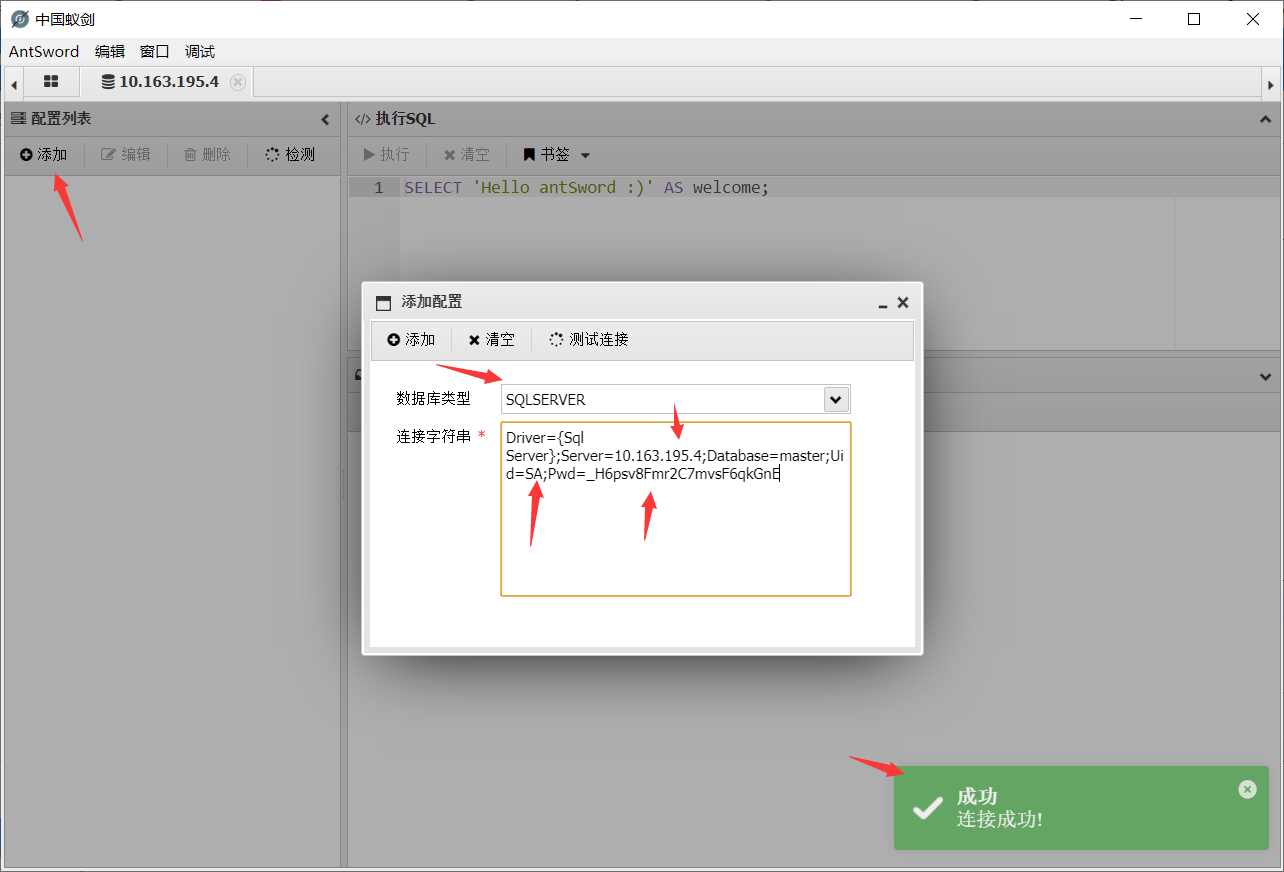 中国蚁剑
AntSword 编辑 窗口 调试
10.163.195.4
配置列表
添加 编辑 删除 检测
</> 执行SQL
执行 清空 书签
1 SELECT 'Hello antSword :)' AS welcome;
添加配置
添加 清空 测试连接
数据库类型 SQLSERVER
连接字符串 *
Driver={Sql
Server};Server=10.163.195.4;Database=master;Ui
d=SA;Pwd=_H6psv8Fmr2C7mvsF6qkGnE
成功
连接成功!